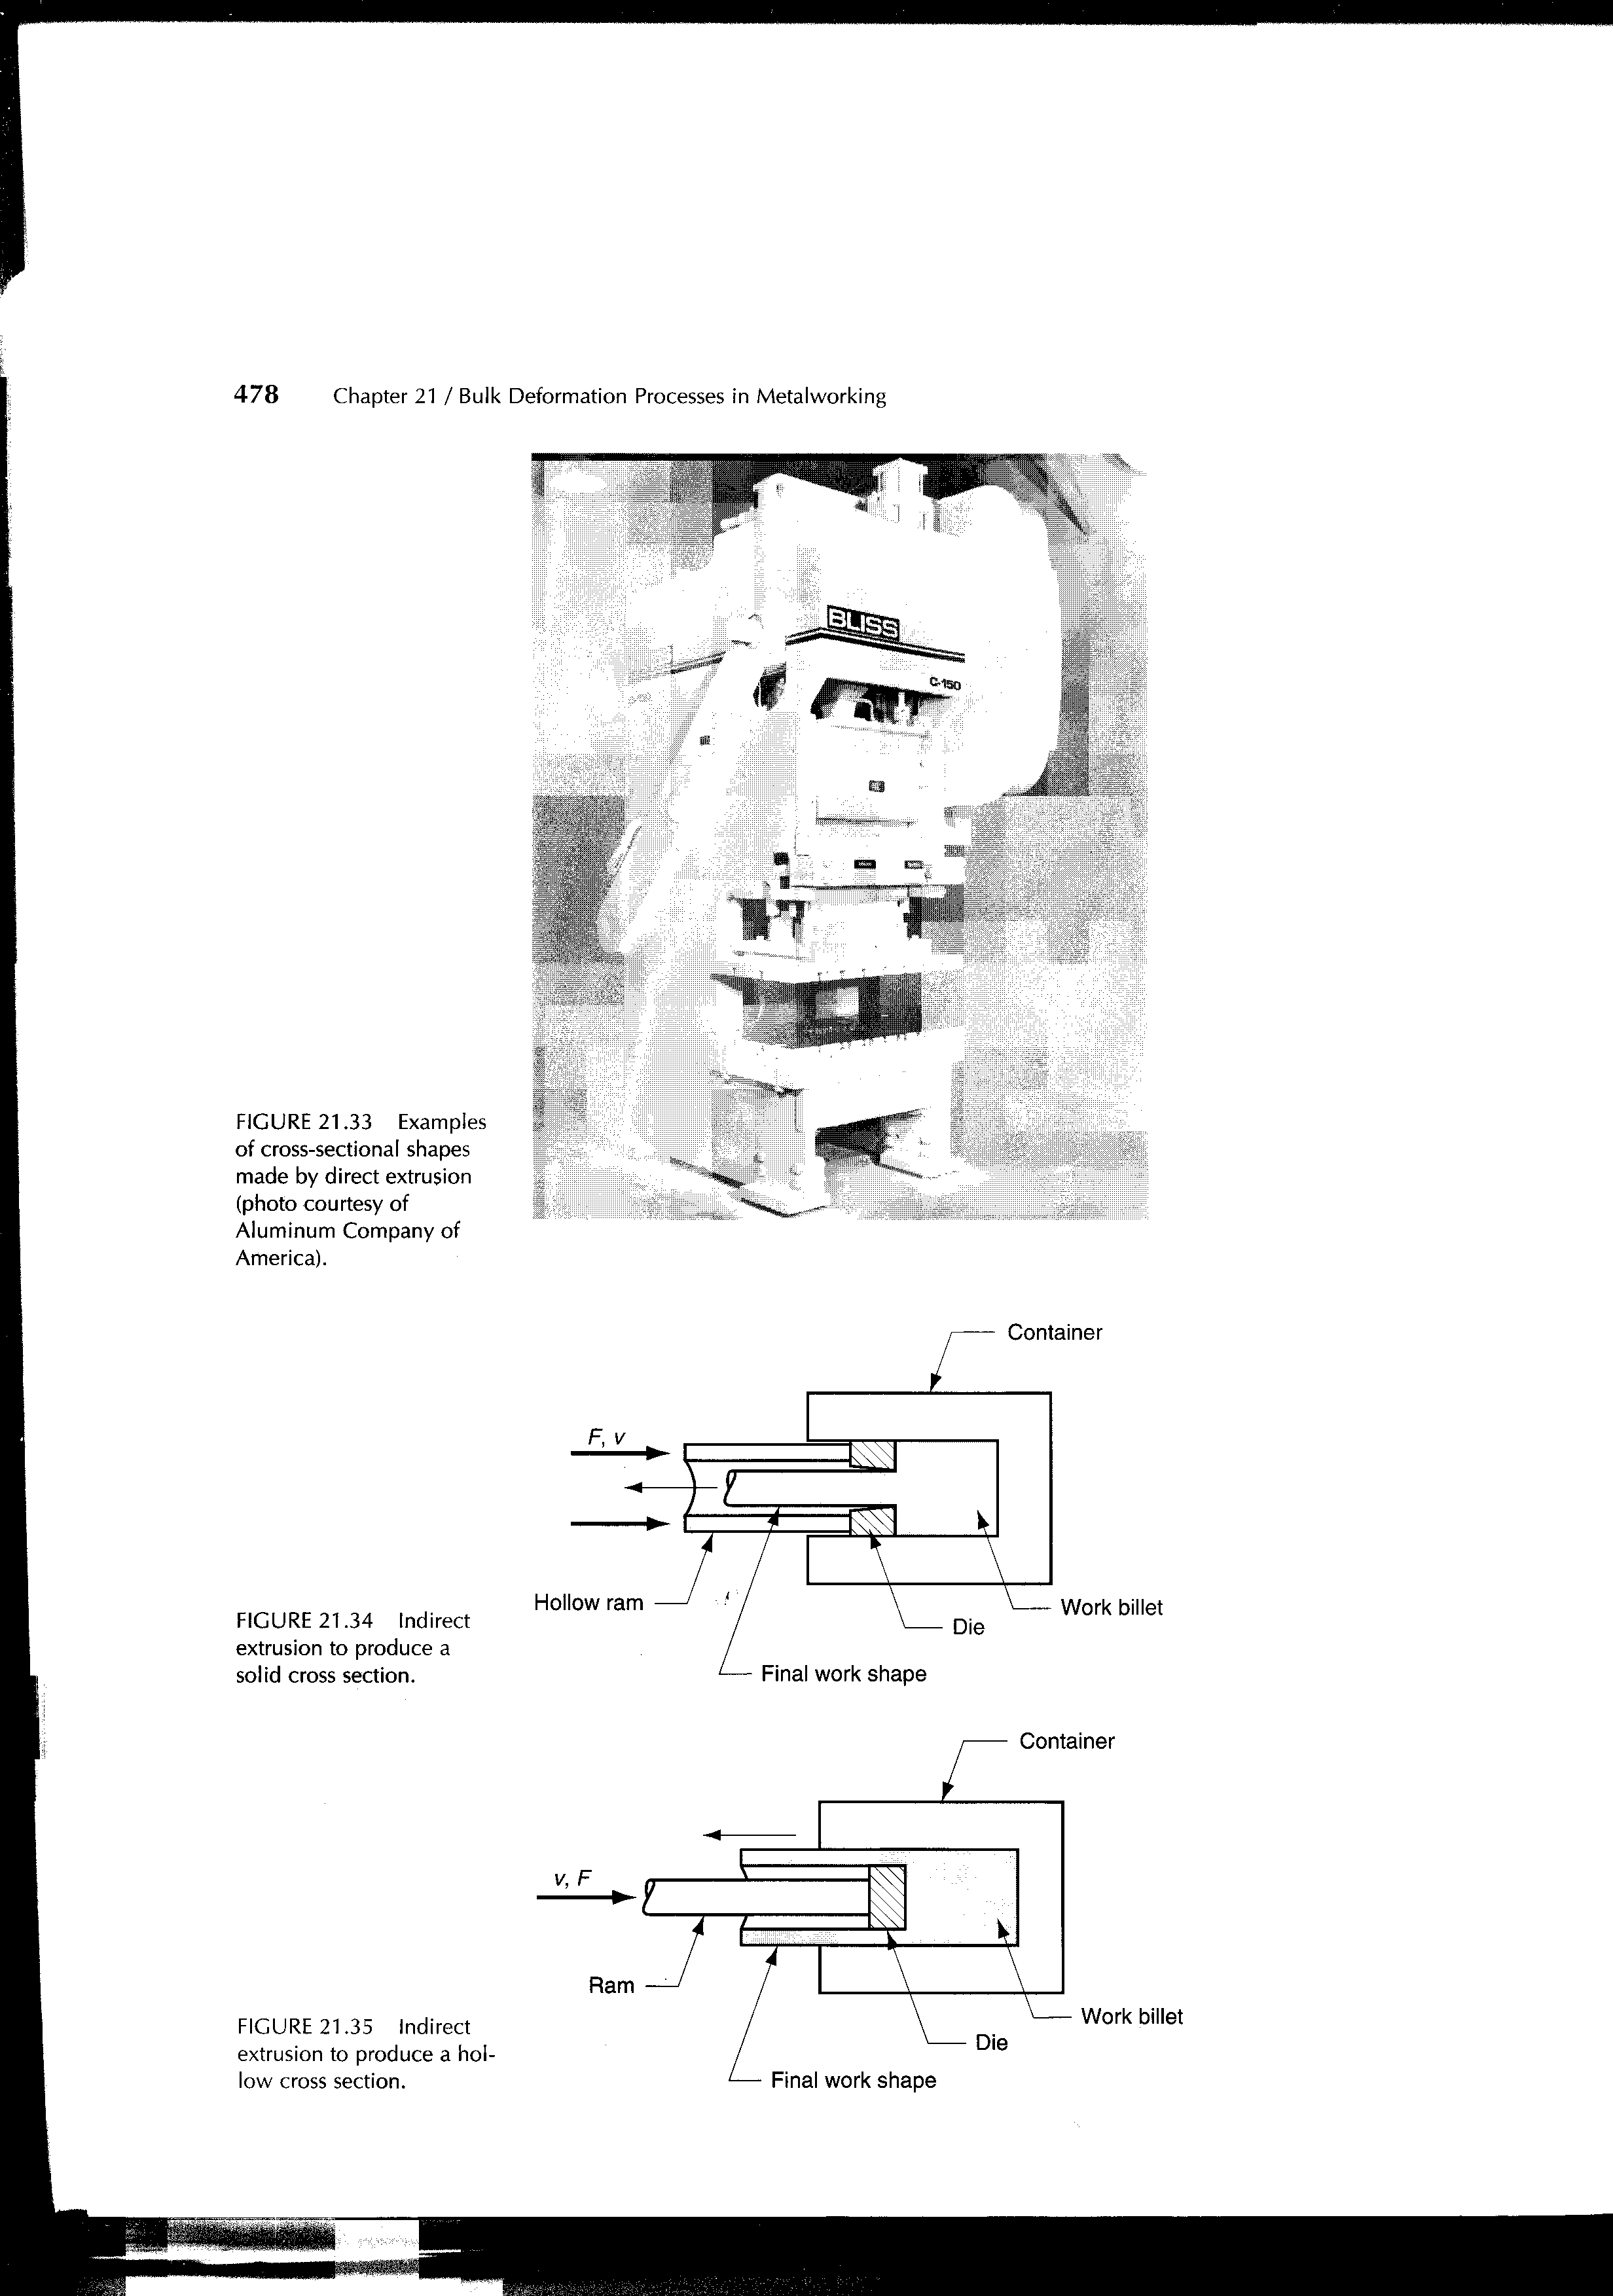 478 Chapter 21 / Bulk Deformation Processes in Metalworking
BLISS
C-150
FIGURE 21.33 Examples
of cross-sectional shapes
made by direct extrusion
(photo courtesy of
Aluminum Company of
America).
Container
F, v
Hollow ram
Work billet
Die
Final work shape
FIGURE 21.34 Indirect
extrusion to produce a
solid cross section.
Container
v, F
Ram
Work billet
Die
Final work shape
FIGURE 21.35 Indirect
extrusion to produce a hol-
low cross section.